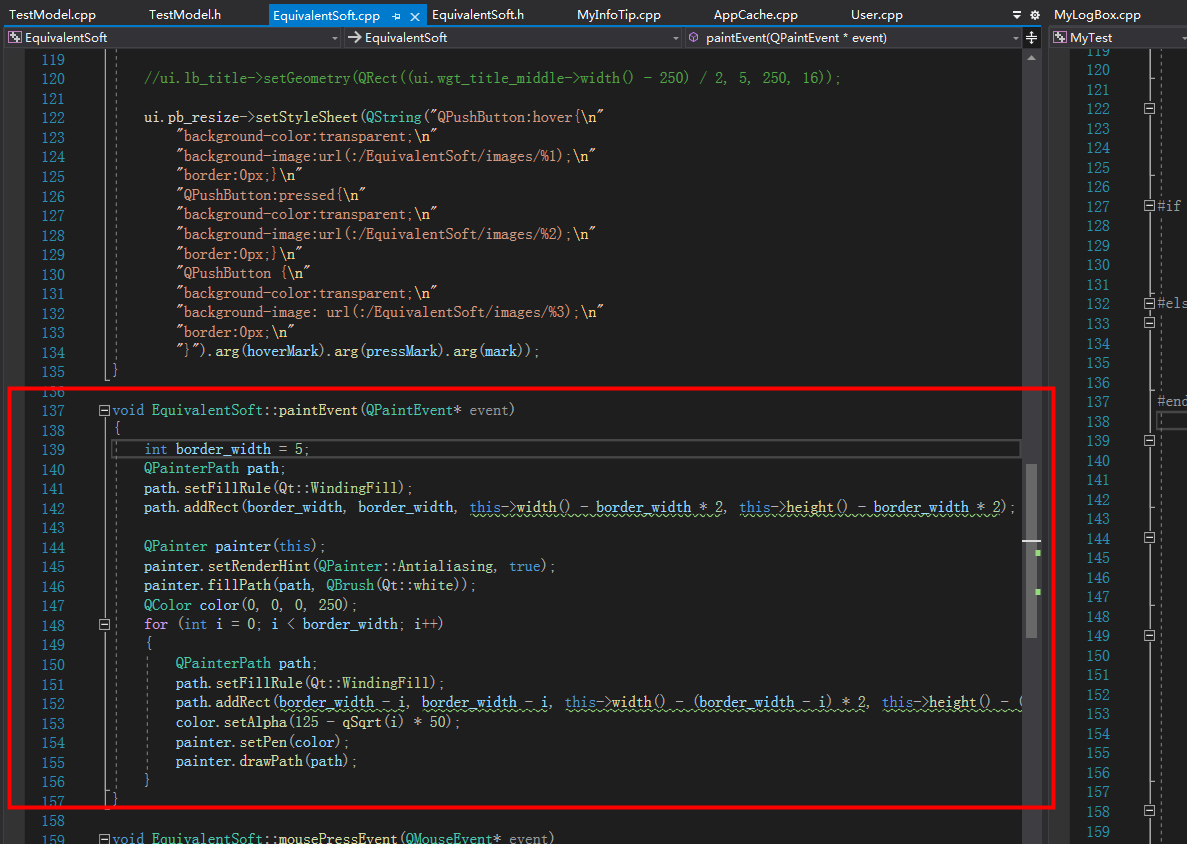 TestModel.cpp TestModel.h EquivalentSoft.cpp EquivalentSoft.h MyInfoTip.cpp AppCache.cpp User.cpp MyLogBox.cpp
EquivalentSoft EquivalentSoft paintEvent(QPaintEvent * event) MyTest
119
120 //ui.lb_title->setGeometry(QRect((ui.wgt_title_middle->width() - 250) / 2, 5, 250, 16));
121
122 ui.pb_resize->setStyleSheet(QString("QPushButton:hover{\n"
123 "background-color:transparent;\n"
124 "background-image:url(:/EquivalentSoft/images/%1);\n"
125 "border:0px;}\n"
126 "QPushButton:pressed{\n"
127 "background-color:transparent;\n"
128 "background-image:url(:/EquivalentSoft/images/%2);\n"
129 "border:0px;}\n"
130 "QPushButton {\n"
131 "background-color:transparent;\n"
132 "background-image: url(:/EquivalentSoft/images/%3);\n"
133 "border:0px;\n"
134 "}").arg(hoverMark).arg(pressMark).arg(mark));
135 }
136
137 void EquivalentSoft::paintEvent(QPaintEvent* event)
138 {
139 int border_width = 5;
140 QPainterPath path;
141 path.setFillRule(Qt::WindingFill);
142 path.addRect(border_width, border_width, this->width() - border_width * 2, this->height() - border_width * 2);
143
144 QPainter painter(this);
145 painter.setRenderHint(QPainter::Antialiasing, true);
146 painter.fillPath(path, QBrush(Qt::white));
147 QColor color(0, 0, 0, 250);
148 for (int i = 0; i < border_width; i++)
149 {
150 QPainterPath path;
151 path.setFillRule(Qt::WindingFill);
152 path.addRect(border_width - i, border_width - i, this->width() - (border_width - i) * 2, this->height() - (
153 color.setAlpha(125 - qSqrt(i) * 50);
154 painter.setPen(color);
155 painter.drawPath(path);
156 }
157 }
158
159 void EquivalentSoft::mousePressEvent(QMouseEvent* event)
119
120
121
122
123
124
125
126
127 #if
128
129
130
131
132 #els
133
134
135
136
137 #end
138
139
140
141
142
143
144
145
146
147
148
149
150
151
152
153
154
155
156
157
158
159